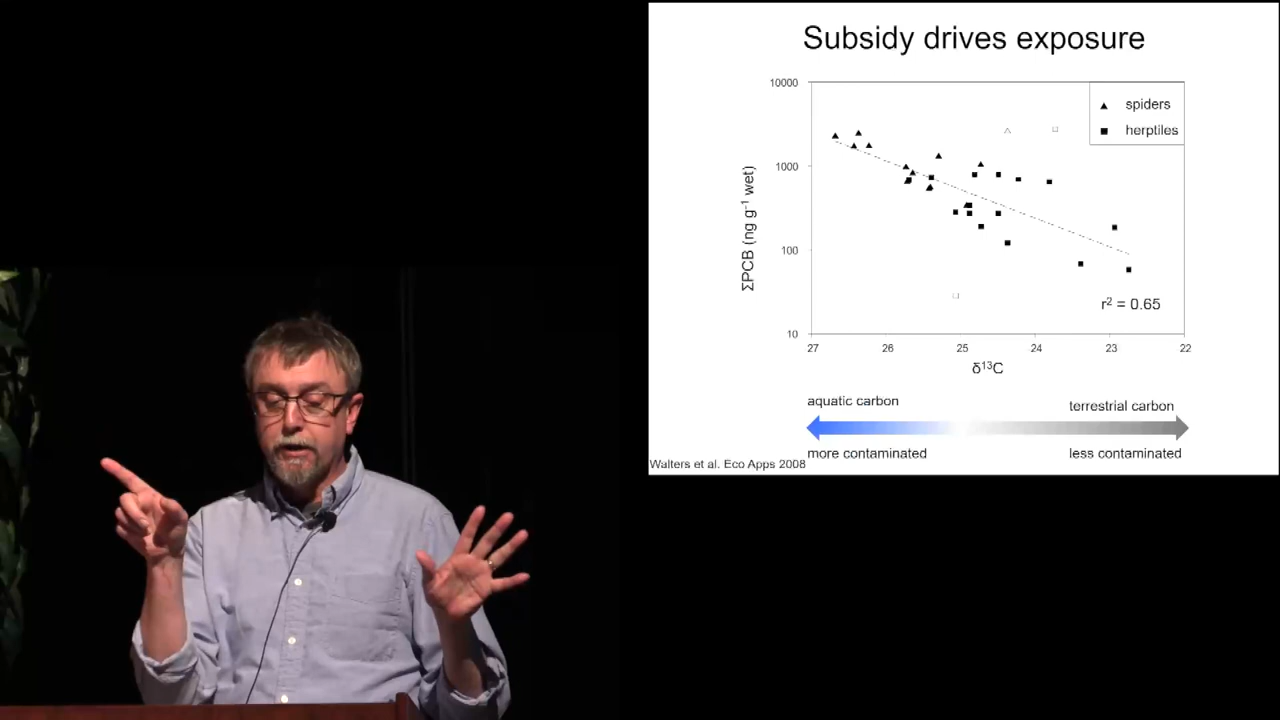 Subsidy drives exposure
10000
1000
100
10
▲ spiders
■ herptiles
ΣPCB (ng g⁻¹ wet)
r² = 0.65
27 26 25 24 23 22
δ¹³C
aquatic carbon
terrestrial carbon
more contaminated
less contaminated
Walters et al. Eco Apps 2008